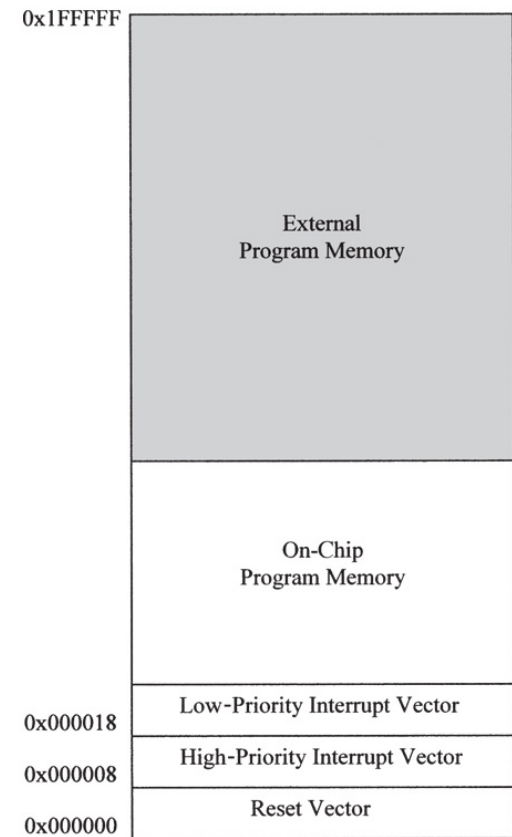 0x1FFFFF
External
Program Memory
On-Chip
Program Memory
Low-Priority Interrupt Vector
0x000018
High-Priority Interrupt Vector
0x000008
Reset Vector
0x000000